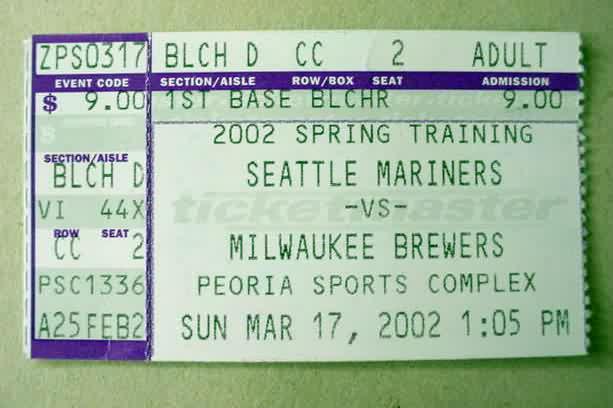 ZPS0317 BLCH D CC 2 ADULT
EVENT CODE SECTION/AISLE ROW/BOX SEAT ADMISSION
$ 9.00 1ST BASE BLCHR 9.00
$
2002 SPRING TRAINING
SECTION/AISLE
BLCH D SEATTLE MARINERS
VI 44X -VS-
ticketmaster
ROW SEAT
CC 2 MILWAUKEE BREWERS
PSC1336 PEORIA SPORTS COMPLEX
A25FEB2 SUN MAR 17, 2002 1:05 PM